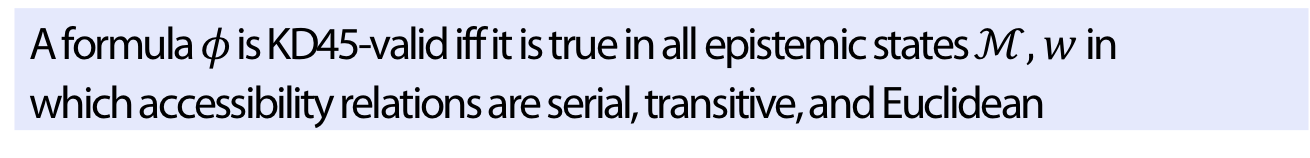 A formula ϕ is KD45-valid iff it is true in all epistemic states ℳ, w in
which accessibility relations are serial, transitive, and Euclidean